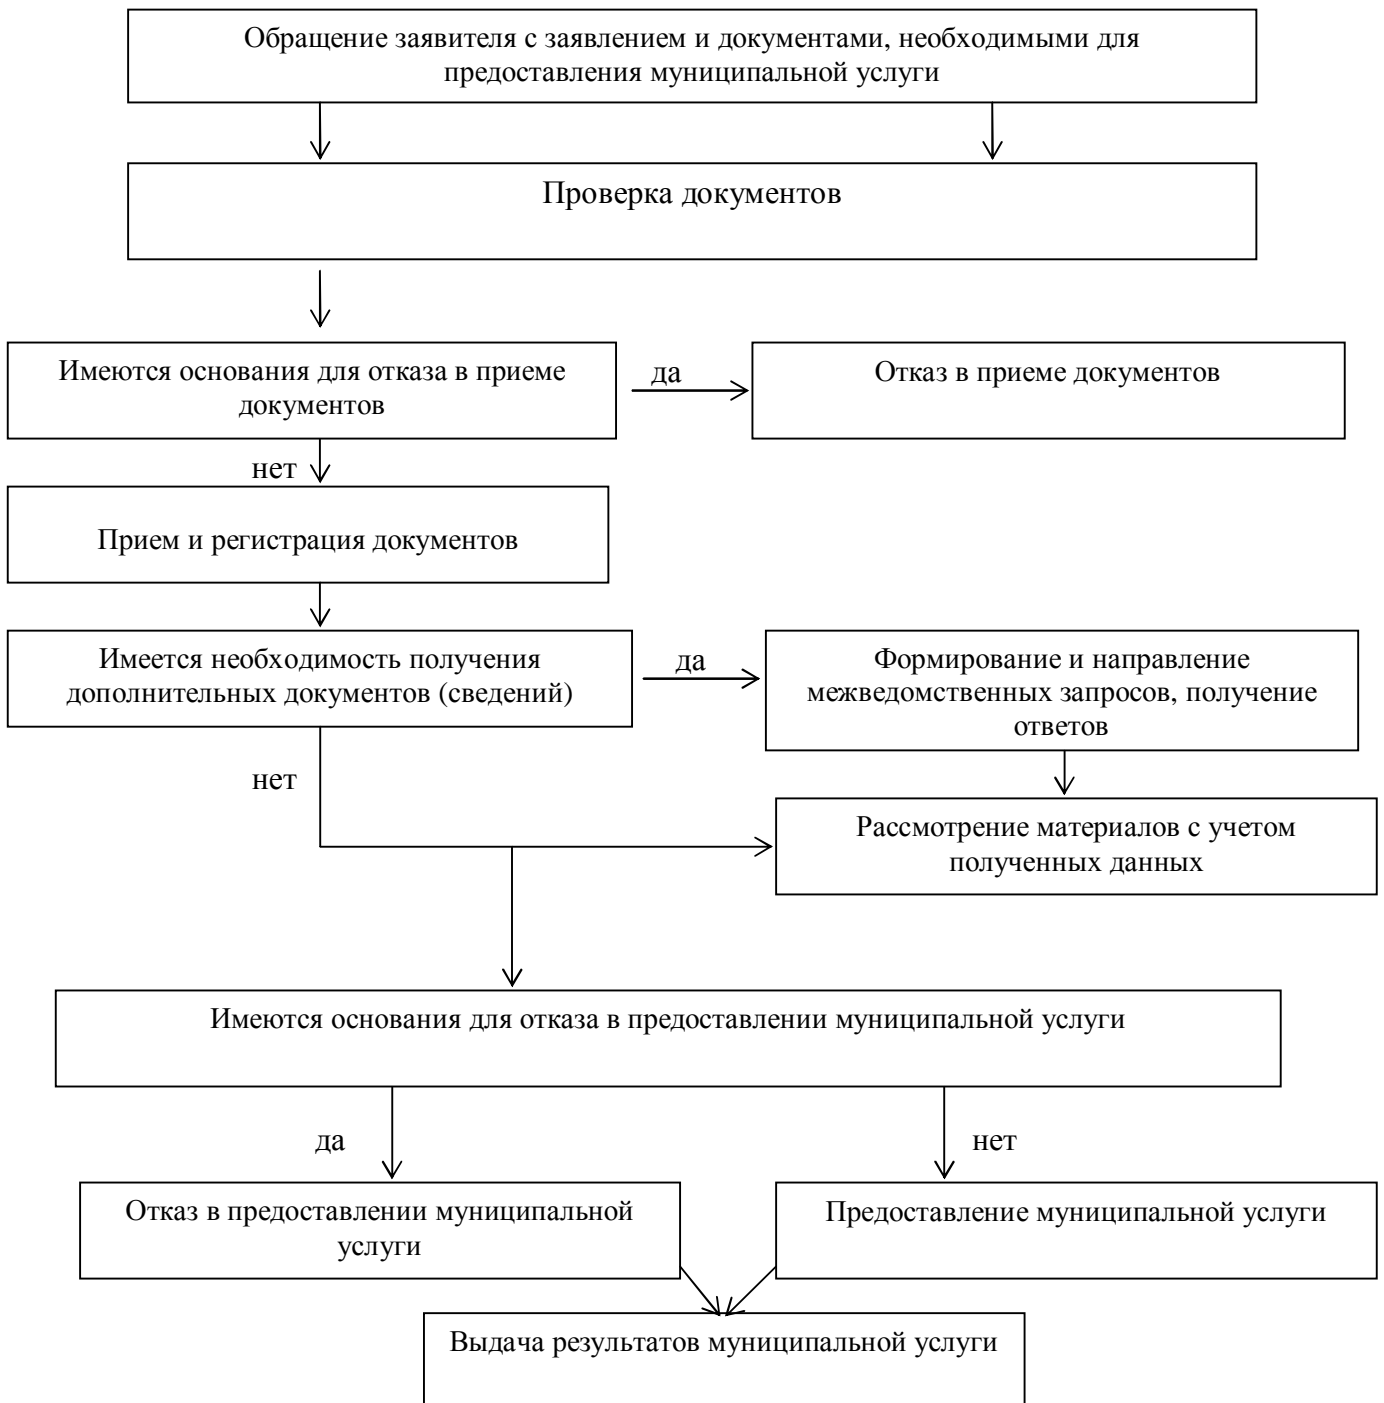 Обращение заявителя с заявлением и документами, необходимыми для
предоставления муниципальной услуги
Проверка документов
Имеются основания для отказа в приеме
документов
да
Отказ в приеме документов
нет
Прием и регистрация документов
Имеется необходимость получения
дополнительных документов (сведений)
да
Формирование и направление
межведомственных запросов, получение
ответов
нет
Рассмотрение материалов с учетом
полученных данных
Имеются основания для отказа в предоставлении муниципальной услуги
да
нет
Отказ в предоставлении муниципальной
услуги
Предоставление муниципальной услуги
Выдача результатов муниципальной услуги